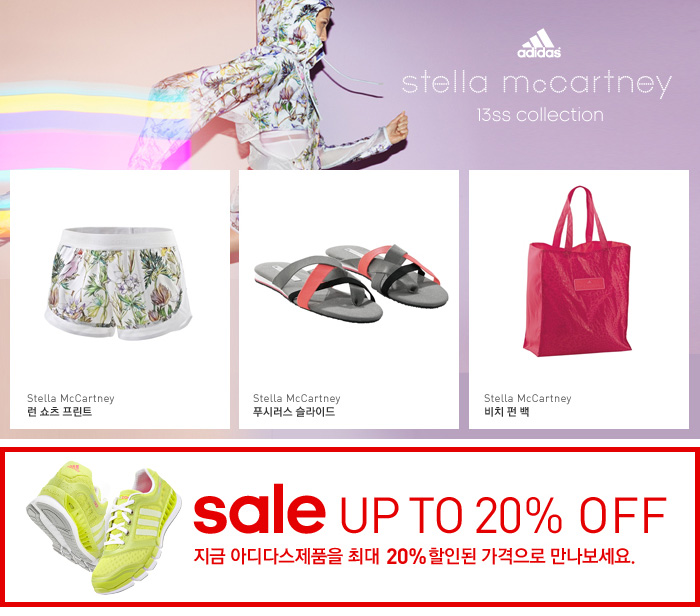 adidas
stella mccartney
13ss collection
Stella McCartney
런 쇼츠 프린트
Stella McCartney
푸시러스 슬라이드
Stella McCartney
비치 펀 백
sale UP TO 20% OFF
지금 아디다스제품을 최대 20% 할인된 가격으로 만나보세요.